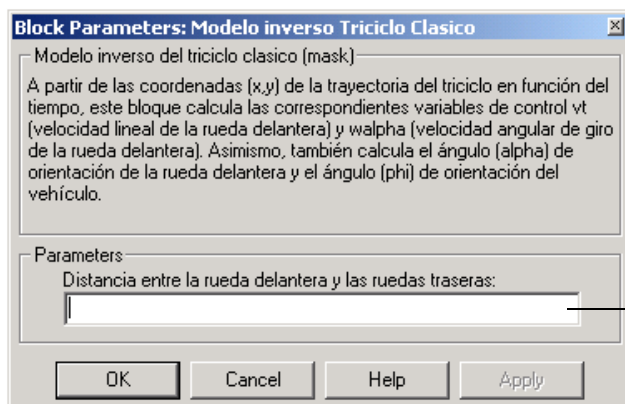 Block Parameters: Modelo inverso Triciclo Clasico
Modelo inverso del triciclo clasico (mask)
A partir de las coordenadas (x,y) de la trayectoria del triciclo en función del
tiempo, este bloque calcula las correspondientes variables de control vt
(velocidad lineal de la rueda delantera) y walpha (velocidad angular de giro
de la rueda delantera). Asimismo, también calcula el ángulo (alpha) de
orientación de la rueda delantera y el ángulo (phi) de orientación del
vehículo.
Parameters
Distancia entre la rueda delantera y las ruedas traseras:
OK Cancel Help Apply